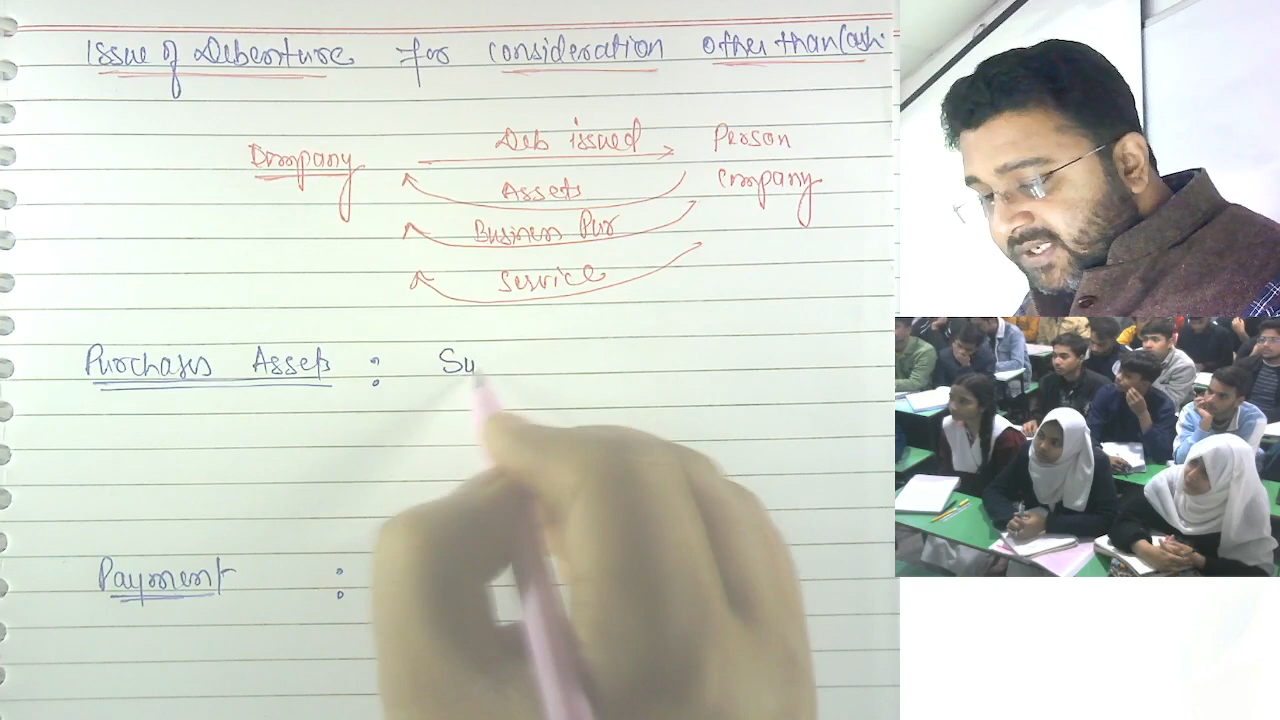 Issue of Debenture for consideration other than Cash
Deb issued Person
Company
Assets Company
Business Pur
Service
Purchases Assets : Su
Payment :